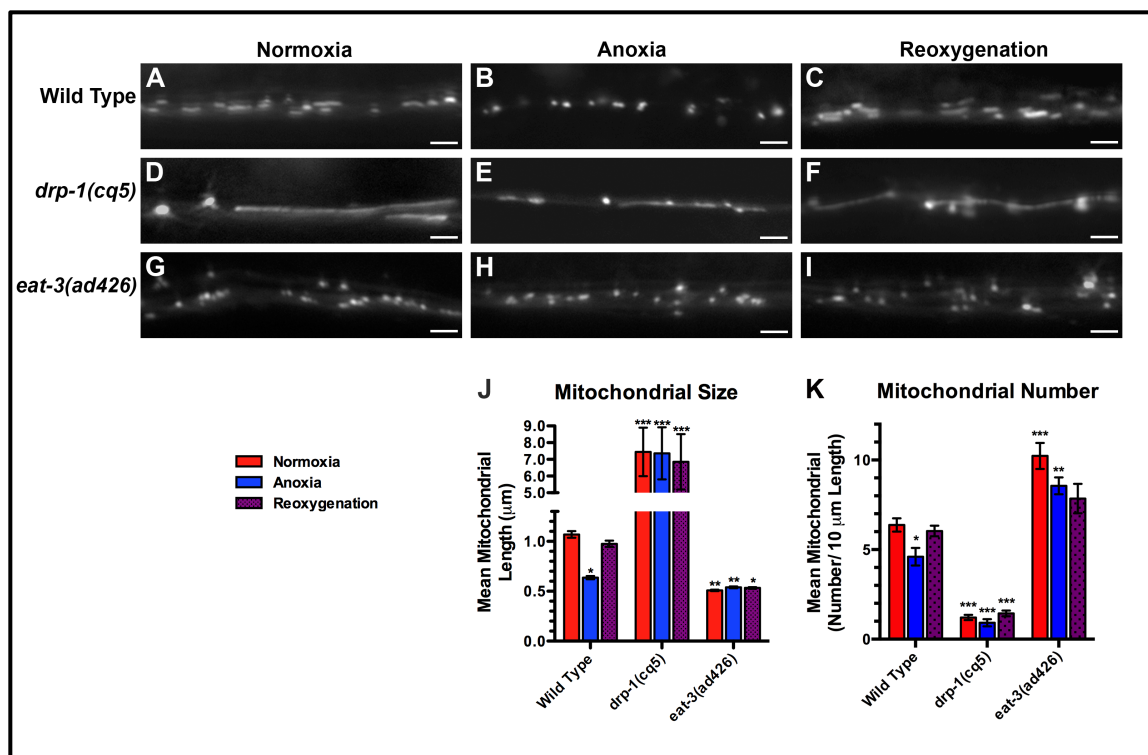 Normoxia Anoxia Reoxygenation
Wild Type A B C
drp-1(cq5) D E F
eat-3(ad426) G H I
J Mitochondrial Size
Mean Mitochondrial
Length (μm)
9.0
8.0
7.0
6.0
5.0
1.0
0.5
0.0
*** *** ***
*
** ** *
Wild Type
drp-1(cq5)
eat-3(ad426)
Normoxia
Anoxia
Reoxygenation
K Mitochondrial Number
Mean Mitochondrial
(Number/ 10 μm Length)
10
5
0
***
**
*
*** *** ***
Wild Type
drp-1(cq5)
eat-3(ad426)